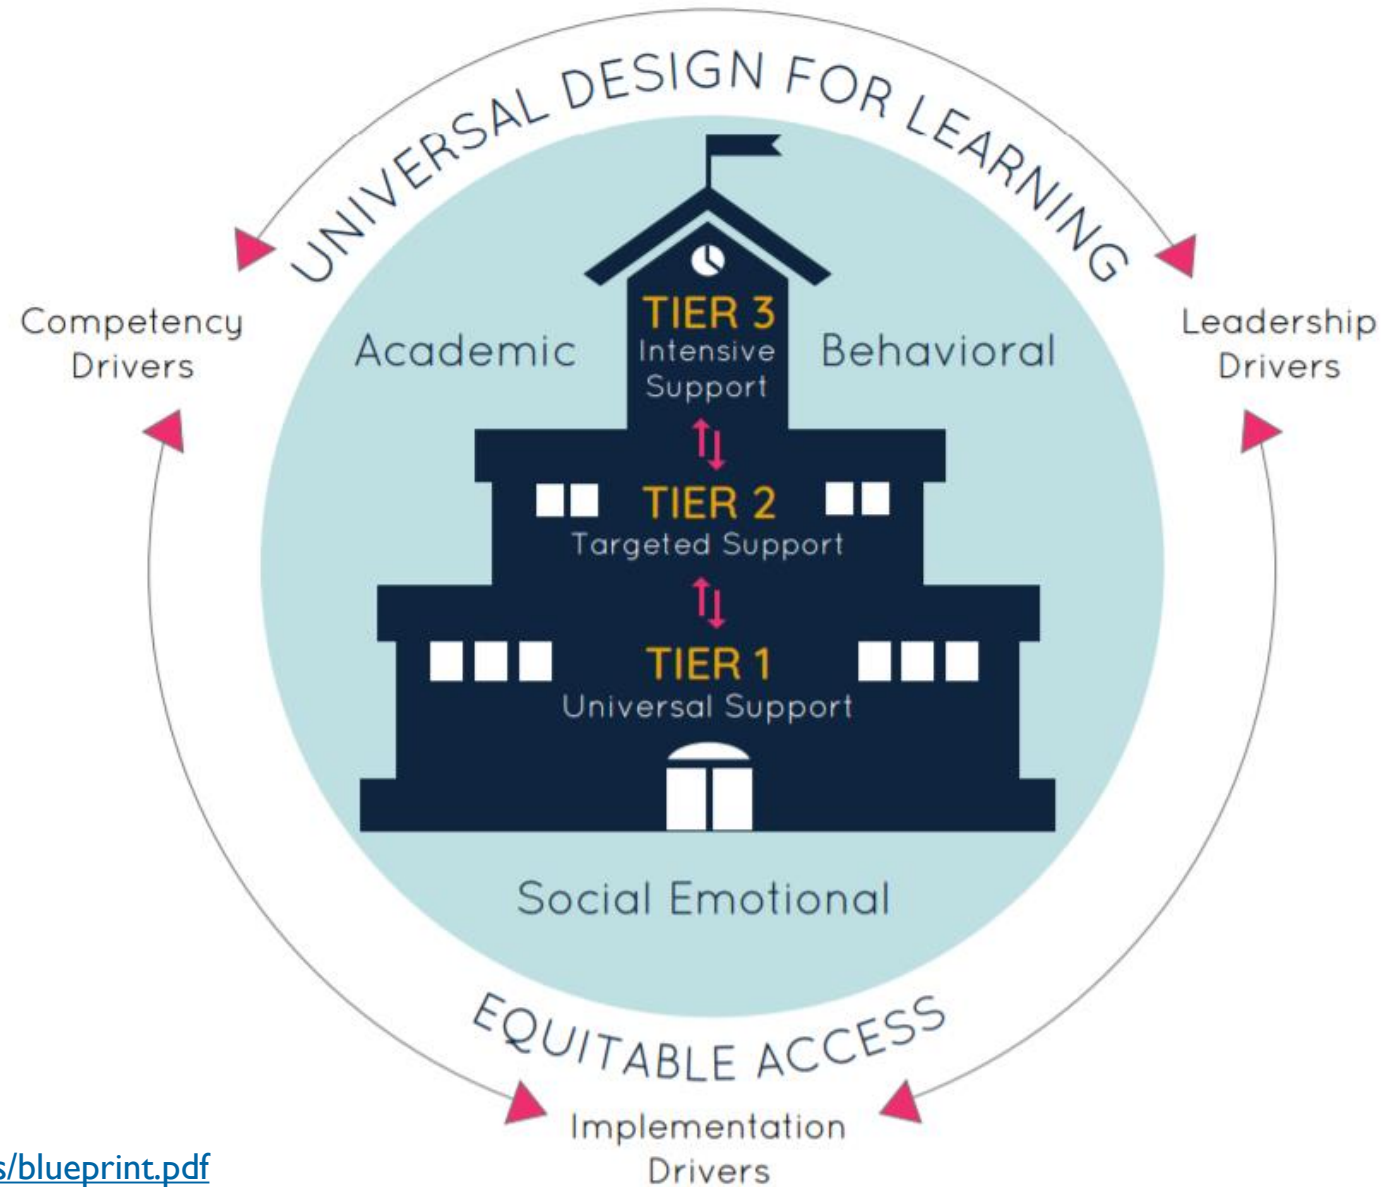 UNIVERSAL DESIGN FOR LEARNING
Competency
Drivers
Leadership
Drivers
Academic
Behavioral
TIER 3
Intensive
Support
TIER 2
Targeted Support
TIER 1
Universal Support
Social Emotional
EQUITABLE ACCESS
Implementation
Drivers
s/blueprint.pdf